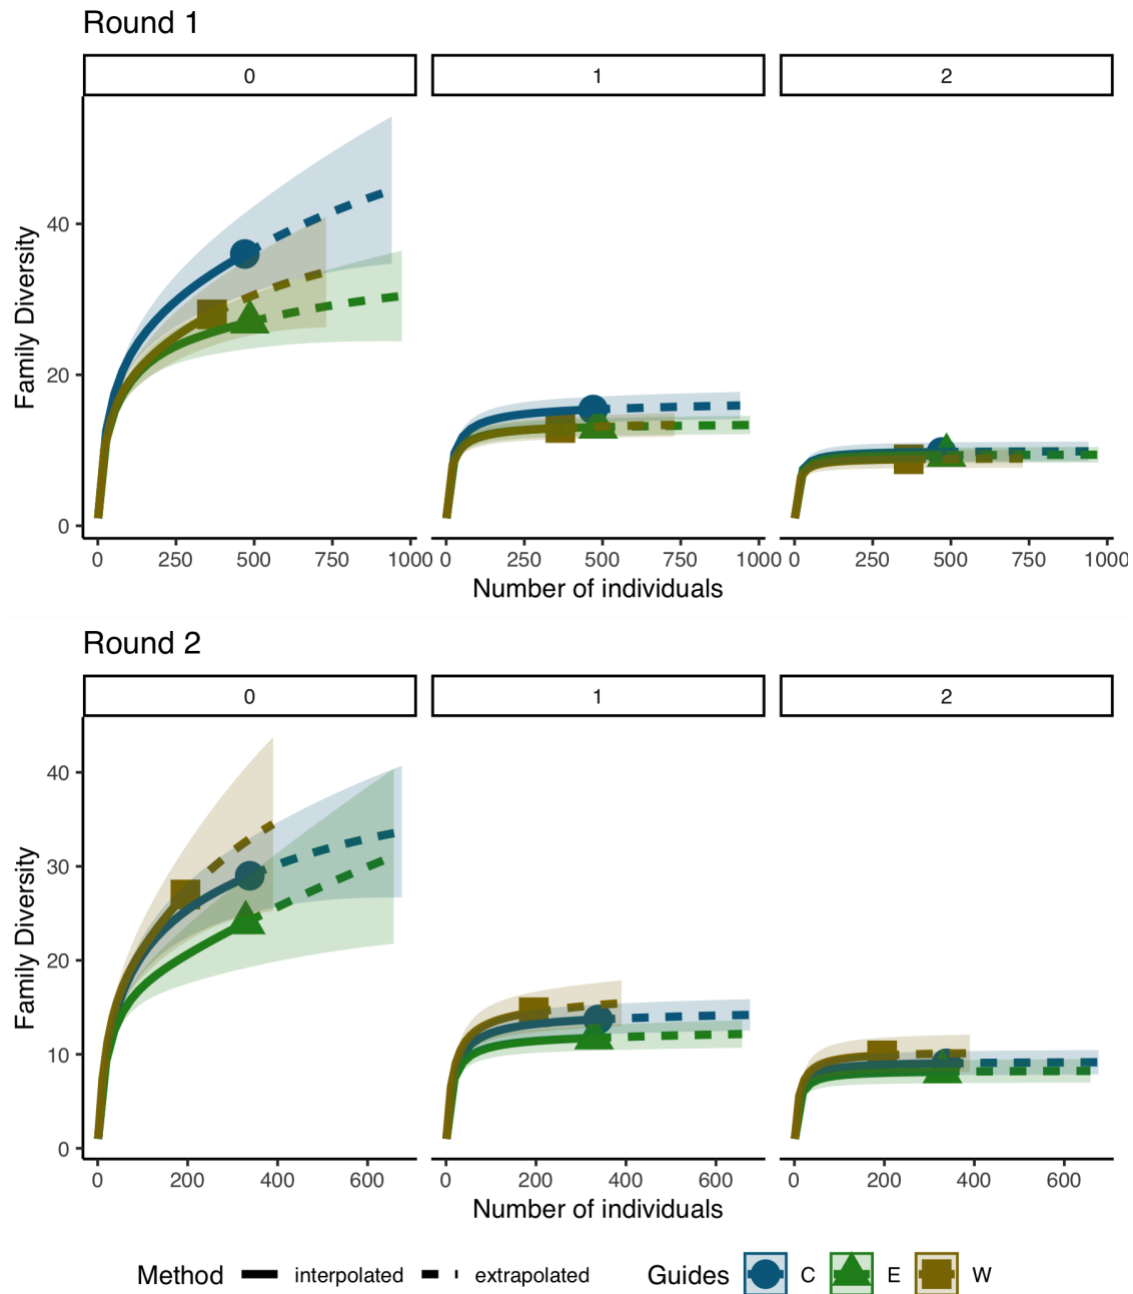 Round 1
0 1 2
Family Diversity
40
20
0
0 250 500 750 1000 0 250 500 750 1000 0 250 500 750 1000
Number of individuals
Round 2
0 1 2
Family Diversity
40
30
20
10
0
0 200 400 600 0 200 400 600 0 200 400 600
Number of individuals
Method interpolated extrapolated Guides C E W